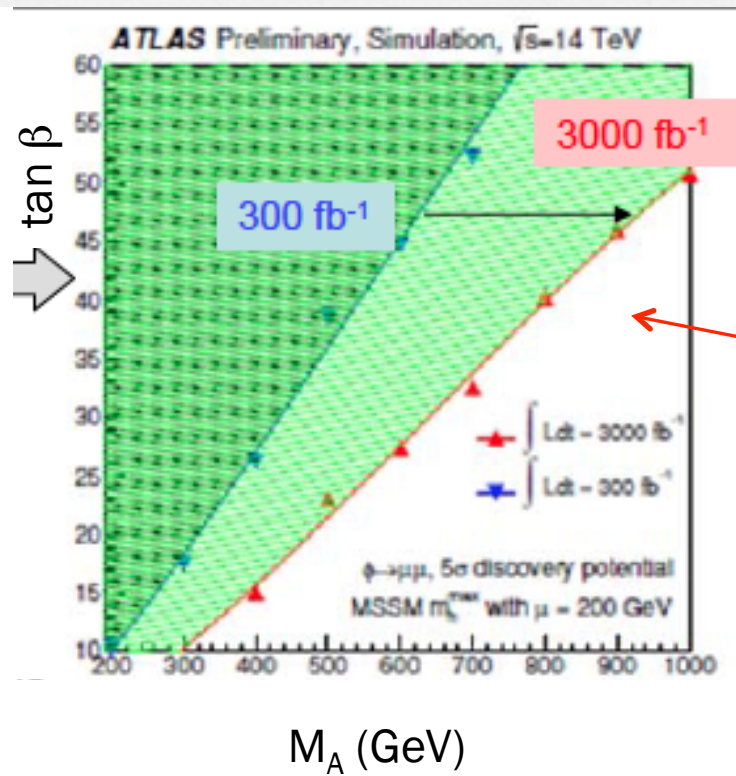 ATLAS Preliminary, Simulation, √s=14 TeV
tan β
60
55
50
45
40
35
30
25
20
15
10
3000 fb⁻¹
300 fb⁻¹
∫ Ldt = 3000 fb⁻¹
∫ Ldt = 300 fb⁻¹
ϕ→μμ, 5σ discovery potential
MSSM mₕᵐᵃˣ with μ = 200 GeV
200 300 400 500 600 700 800 900 1000
M_A (GeV)